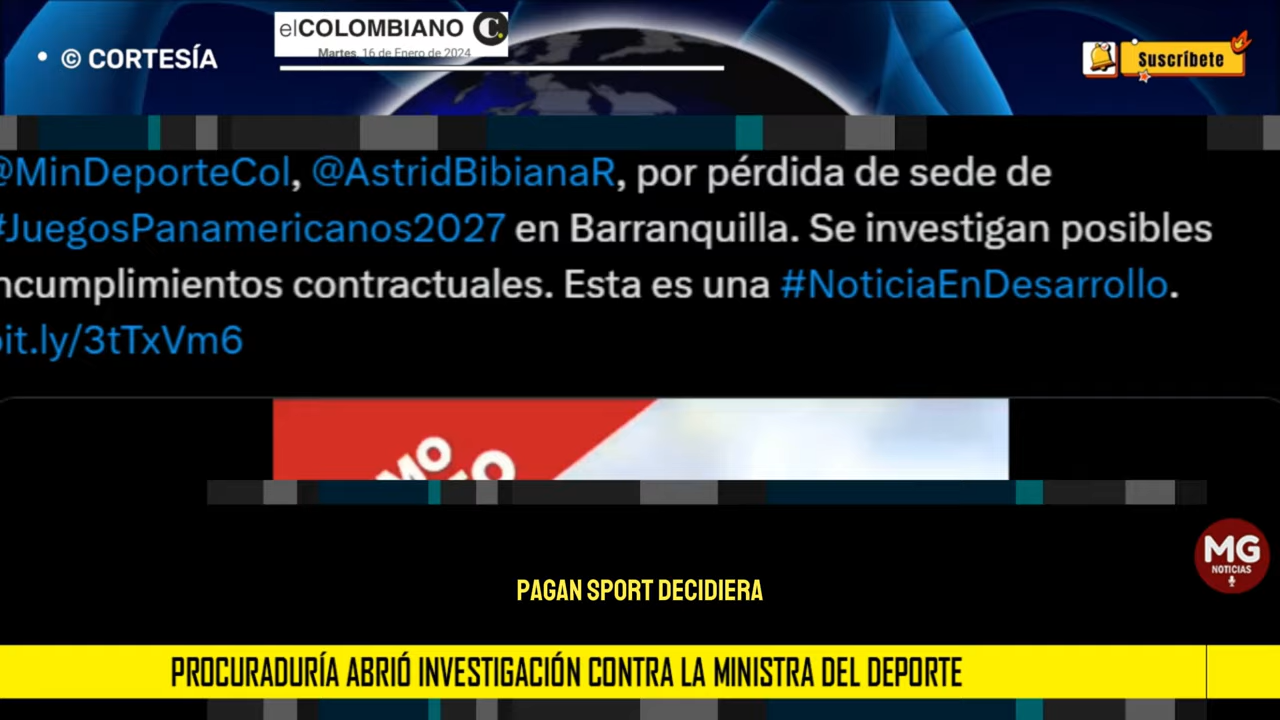 elCOLOMBIANO C.
Martes, 16 de Enero de 2024
• © CORTESÍA
Suscríbete
@MinDeporteCol, @AstridBibianaR, por pérdida de sede de
#JuegosPanamericanos2027 en Barranquilla. Se investigan posibles
ncumplimientos contractuales. Esta es una #NoticiaEnDesarrollo.
bit.ly/3tTxVm6
MO
EO
MG
NOTICIAS
PAGAN SPORT DECIDIERA
PROCURADURÍA ABRIÓ INVESTIGACIÓN CONTRA LA MINISTRA DEL DEPORTE